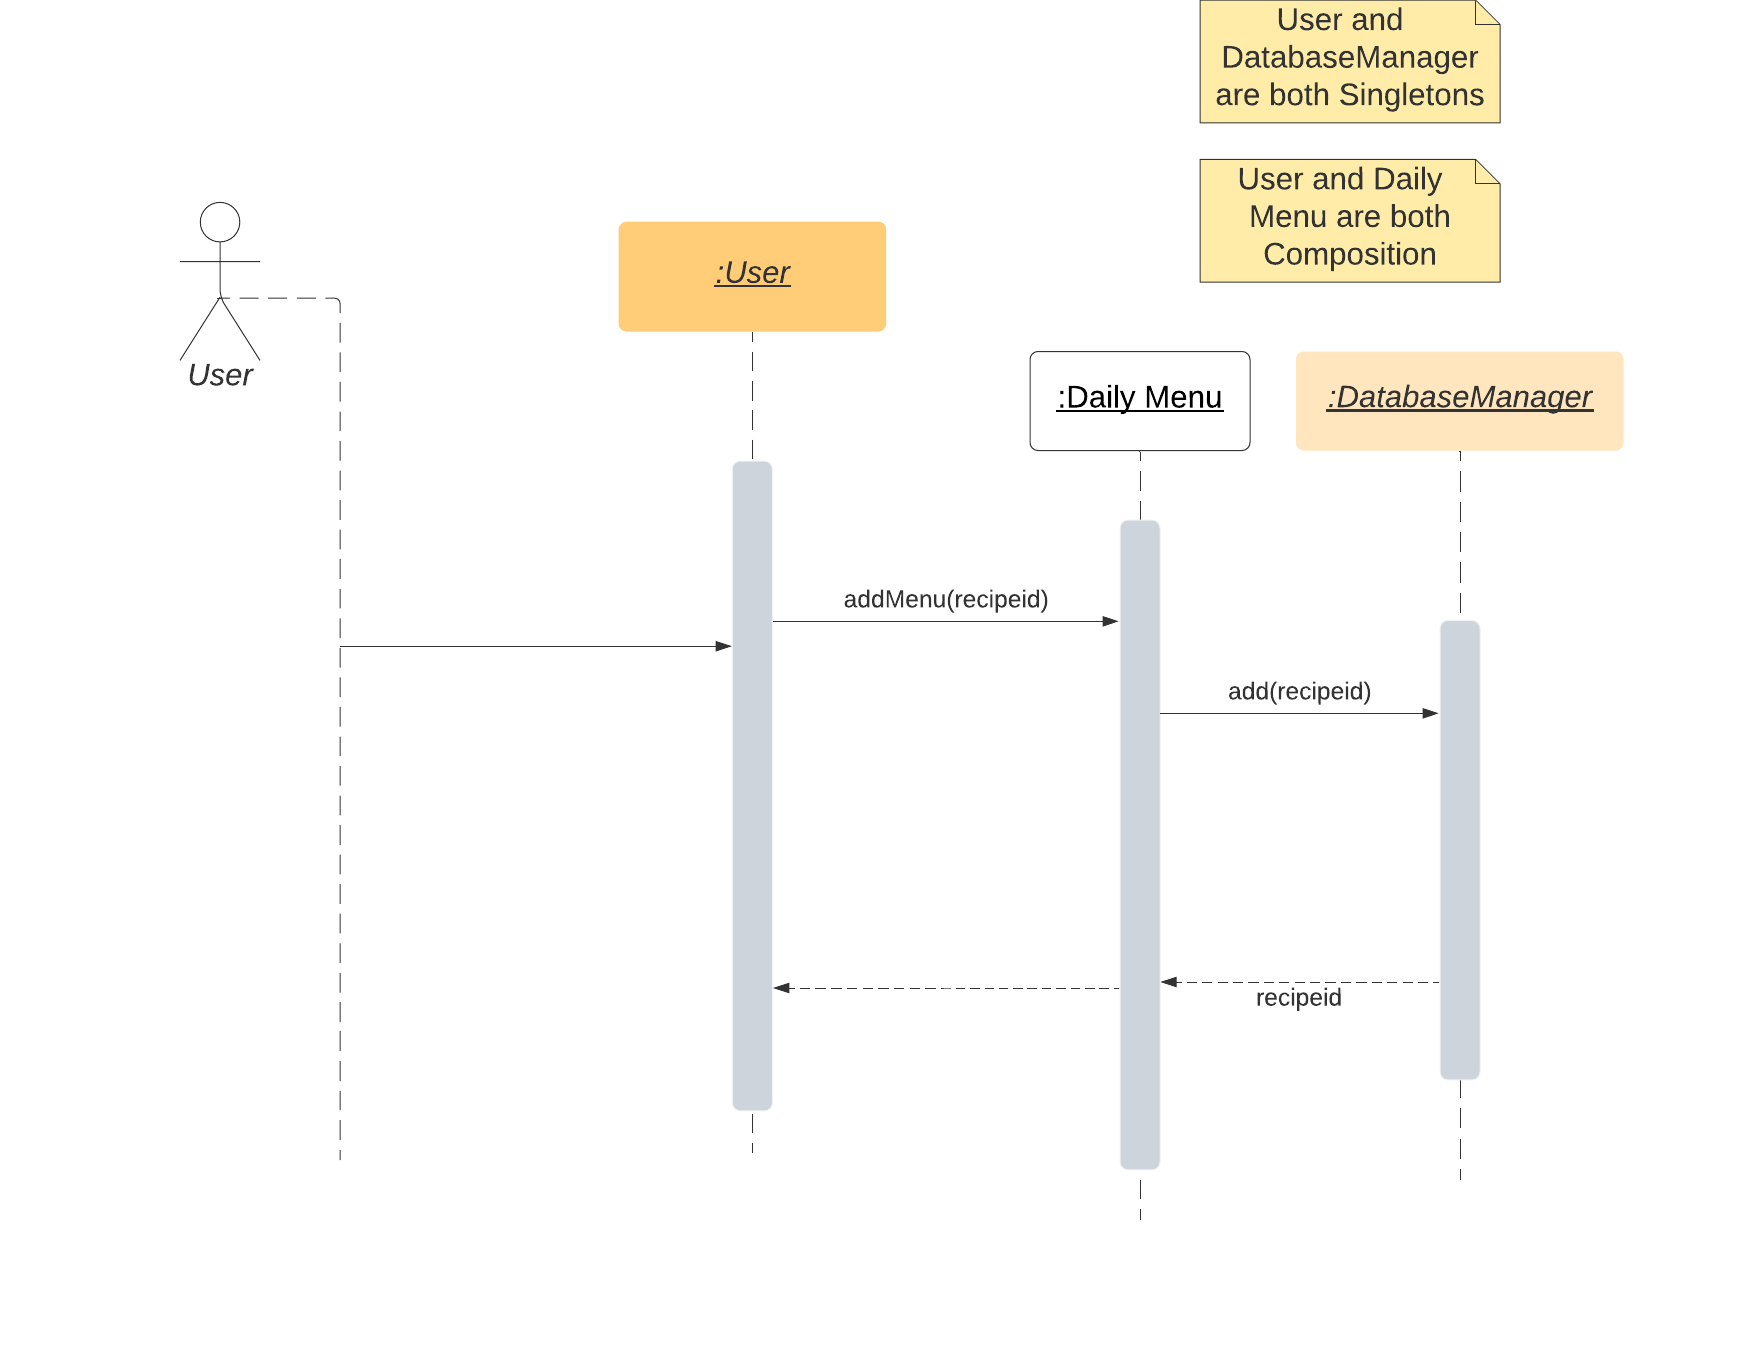 User and
DatabaseManager
are both Singletons
User and Daily
Menu are both
Composition
User
:User
:Daily Menu
:DatabaseManager
addMenu(recipeid)
add(recipeid)
recipeid